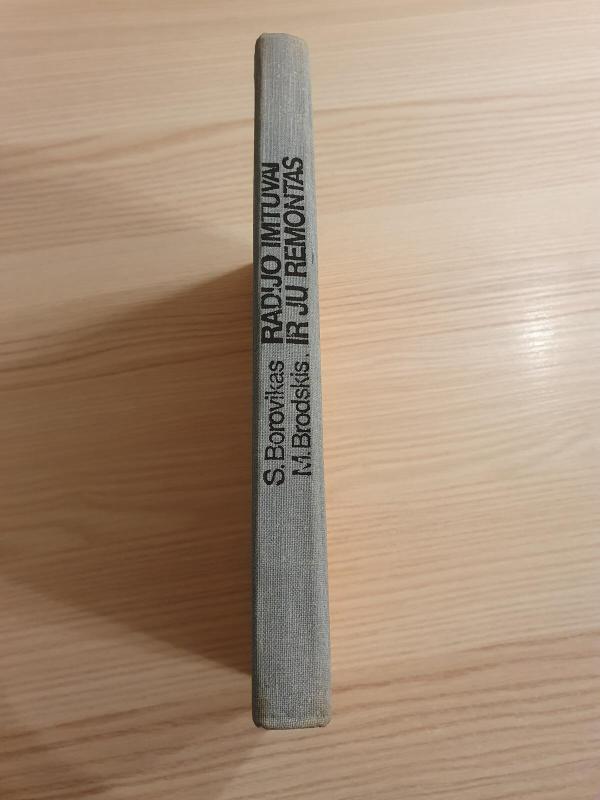 S. Borovikas
M. Brodskis
RADIJO IMTUVAI
IR JŲ REMONTAS